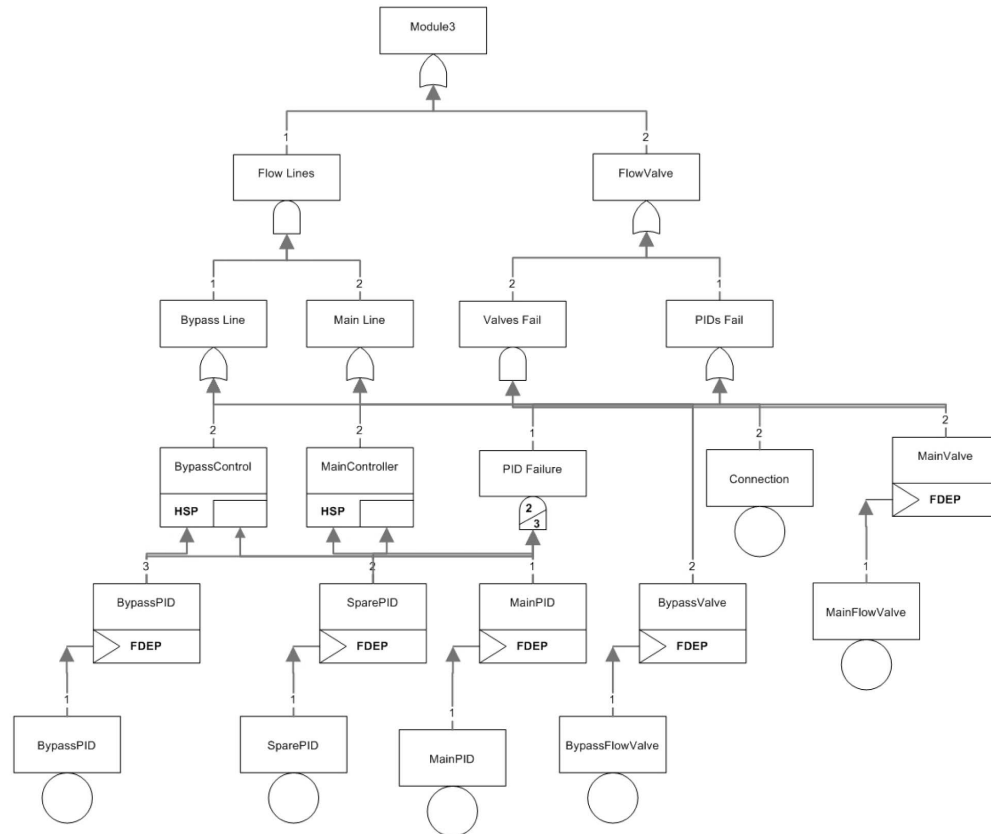 Module3
1
2
Flow Lines
FlowValve
1
2
2
1
Bypass Line
Main Line
Valves Fail
PIDs Fail
2
2
1
2
2
BypassControl
MainController
PID Failure
Connection
MainValve
HSP
HSP
2
3
FDEP
3
2
1
2
1
BypassPID
SparePID
MainPID
BypassValve
MainFlowValve
FDEP
FDEP
FDEP
FDEP
1
1
1
1
BypassPID
SparePID
MainPID
BypassFlowValve